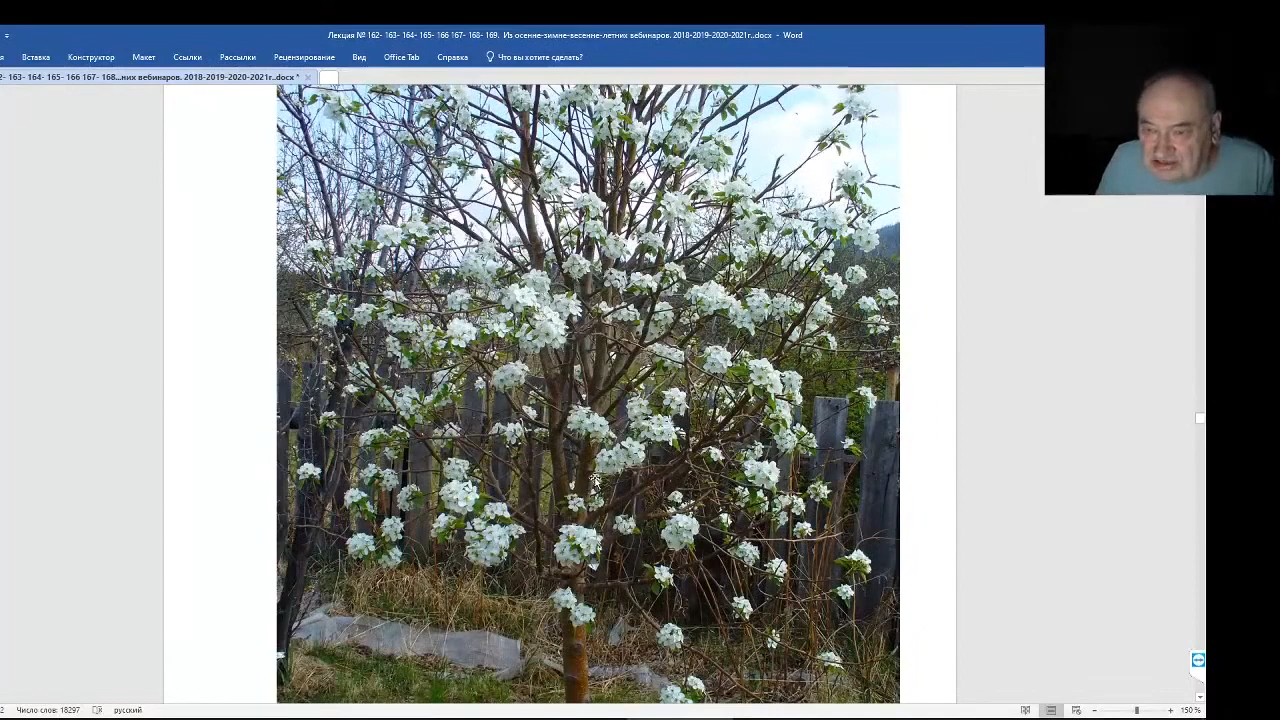 Лекция № 162- 163- 164- 165- 166 167- 168- 169. Из осенне-зимне-весенне-летних вебинаров. 2018-2019-2020-2021г..docx - Word
Вставка Конструктор Макет Ссылки Рассылки Рецензирование Вид Office Tab Справка Что вы хотите сделать?
2- 163- 164- 165- 166 167- 168...них вебинаров. 2018-2019-2020-2021г..docx *
Число слов: 18297 русский 150 %